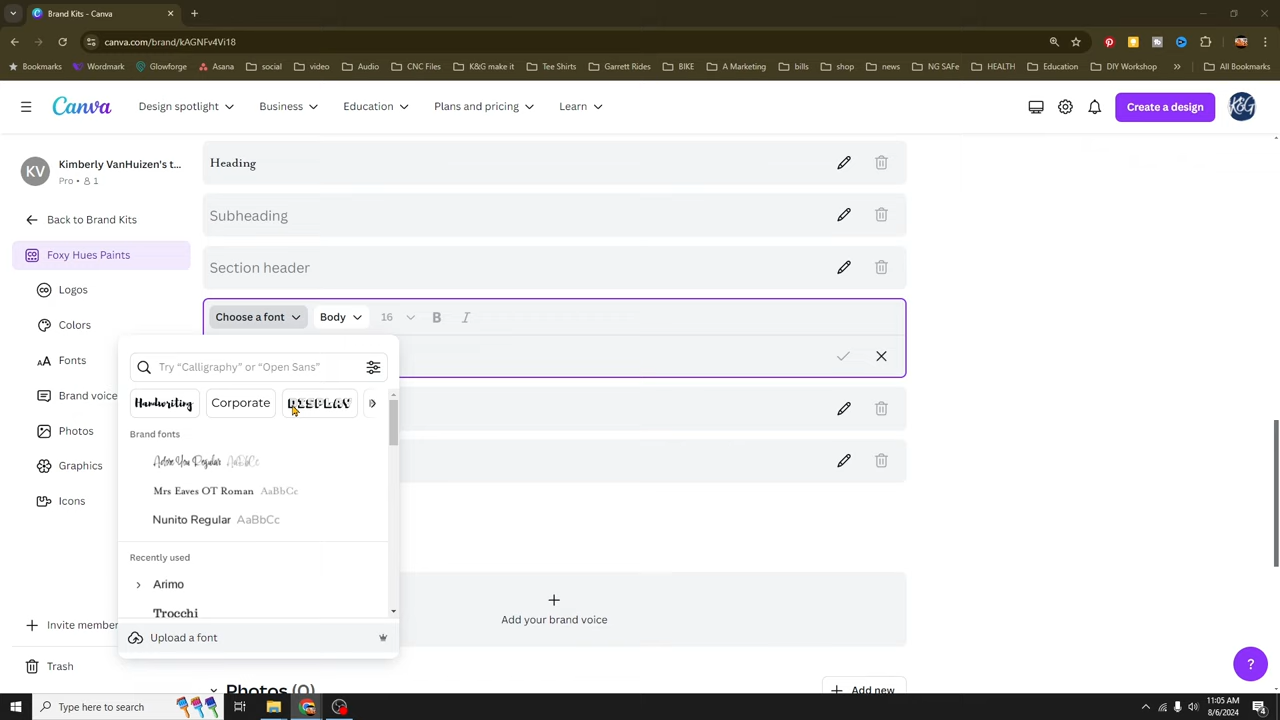 Brand Kits - Canva
canva.com/brand/kAGNFv4Vi18
Bookmarks Wordmark Glowforge Asana social video Audio CNC Files K&G make it Tee Shirts Garrett Rides BIKE A Marketing bills shop news NG SAFe HEALTH Education DIY Workshop » All Bookmarks
Canva Design spotlight Business Education Plans and pricing Learn Create a design K&G
KV Kimberly VanHuizen's t...
Pro • 1
Back to Brand Kits
Foxy Hues Paints
Logos
Colors
Fonts
Brand voice
Photos
Graphics
Icons
Invite member
Trash
Heading
Subheading
Section header
Choose a font Body 16 B I
Try “Calligraphy” or “Open Sans”
Handwriting Corporate DISPLAY
Brand fonts
Adore You Regular AaBbCc
Mrs Eaves OT Roman AaBbCc
Nunito Regular AaBbCc
Recently used
Arimo
Trocchi
Upload a font
Add your brand voice
Photos (0) Add new
?
Type here to search
11:05 AM
8/6/2024
4